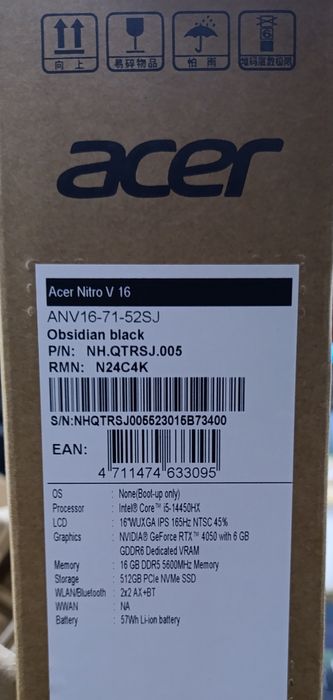 向 上
易碎物品
怕 雨
6
堆码层数极限
acer
Acer Nitro V 16
ANV16-71-52SJ
Obsidian black
P/N: NH.QTRSJ.005
RMN: N24C4K
S/N:NHQTRSJ005523015B73400
EAN:
4 711474 633095
OS : None(Boot-up only)
Processor : Intel® Core™ i5-14450HX
LCD : 16"WUXGA IPS 165Hz NTSC 45%
Graphics : NVIDIA® GeForce RTX™ 4050 with 6 GB
GDDR6 Dedicated VRAM
Memory : 16 GB DDR5 5600MHz Memory
Storage : 512GB PCIe NVMe SSD
WLAN/Bluetooth : 2x2 AX+BT
WWAN : NA
Battery : 57Wh Li-ion battery